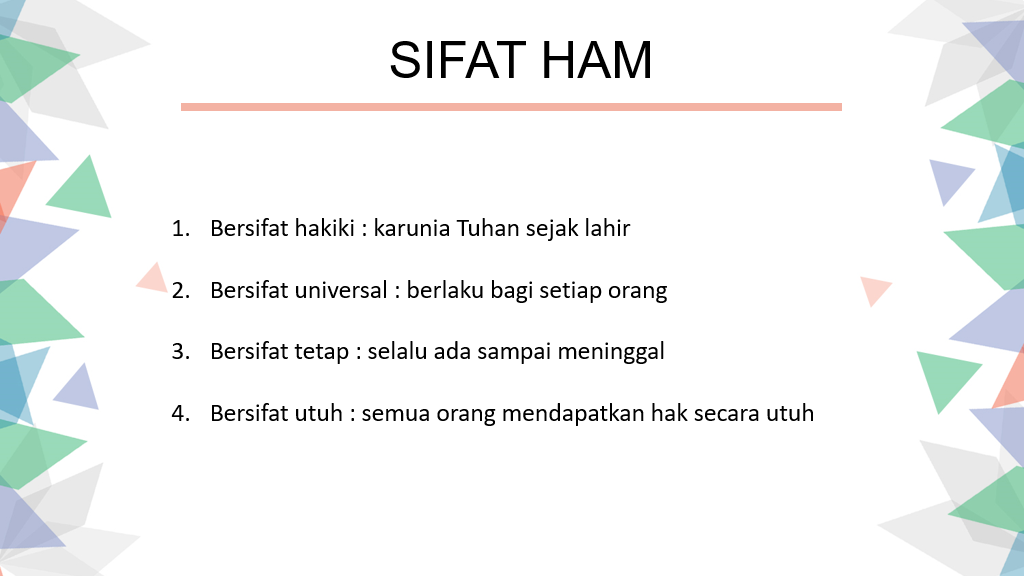 SIFAT HAM
1. Bersifat hakiki : karunia Tuhan sejak lahir
2. Bersifat universal : berlaku bagi setiap orang
3. Bersifat tetap : selalu ada sampai meninggal
4. Bersifat utuh : semua orang mendapatkan hak secara utuh